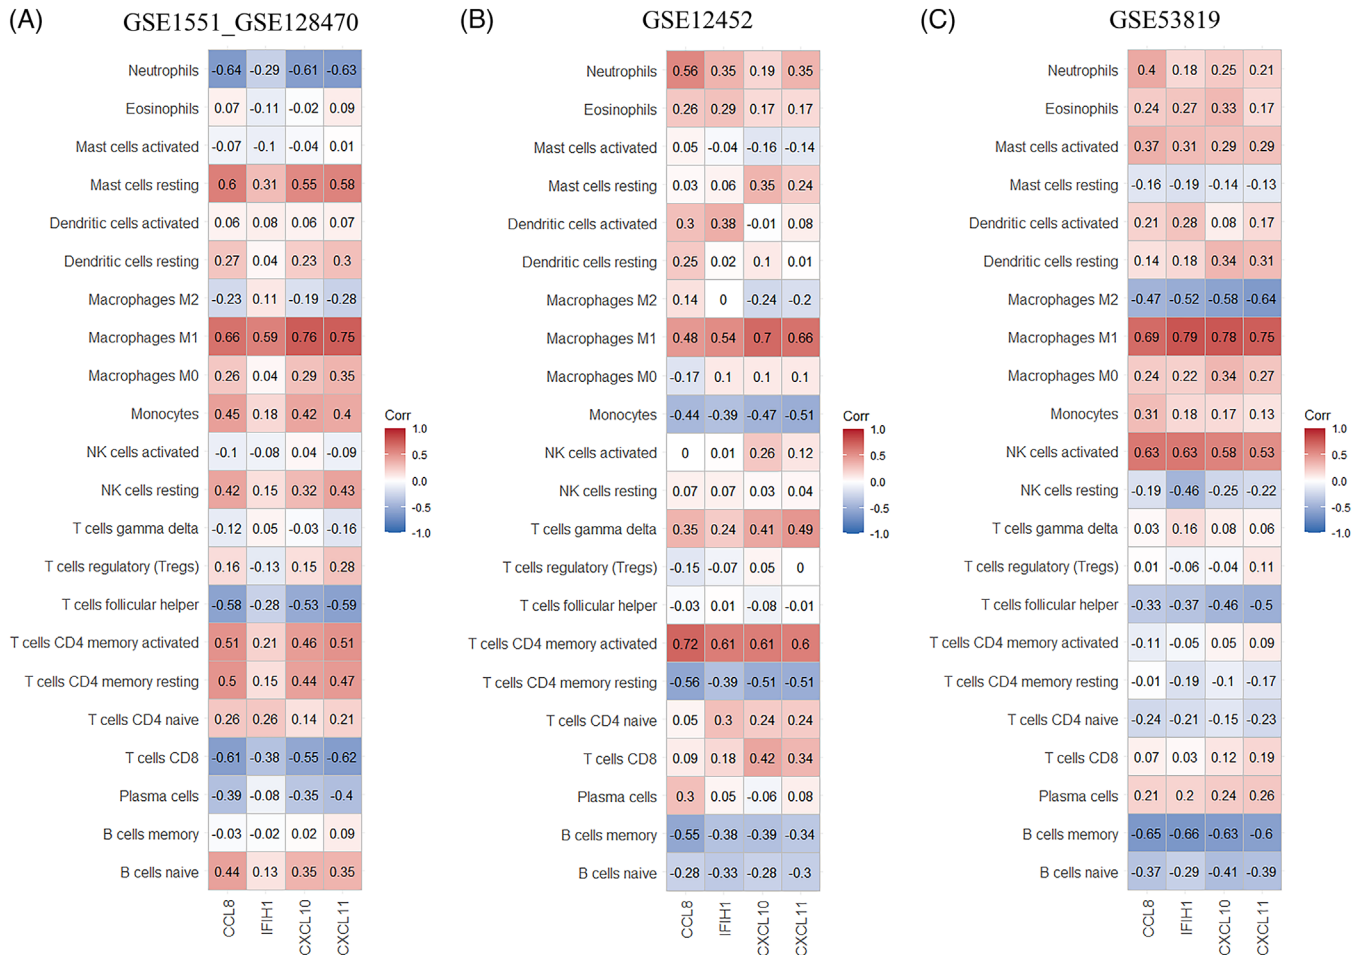 (A) GSE1551_GSE128470
Neutrophils -0.64 -0.29 -0.61 -0.63
Eosinophils 0.07 -0.11 -0.02 0.09
Mast cells activated -0.07 -0.1 -0.04 0.01
Mast cells resting 0.6 0.31 0.55 0.58
Dendritic cells activated 0.06 0.08 0.06 0.07
Dendritic cells resting 0.27 0.04 0.23 0.3
Macrophages M2 -0.23 0.11 -0.19 -0.28
Macrophages M1 0.66 0.59 0.76 0.75
Macrophages M0 0.26 0.04 0.29 0.35
Monocytes 0.45 0.18 0.42 0.4
NK cells activated -0.1 -0.08 0.04 -0.09
NK cells resting 0.42 0.15 0.32 0.43
T cells gamma delta -0.12 0.05 -0.03 -0.16
T cells regulatory (Tregs) 0.16 -0.13 0.15 0.28
T cells follicular helper -0.58 -0.28 -0.53 -0.59
T cells CD4 memory activated 0.51 0.21 0.46 0.51
T cells CD4 memory resting 0.5 0.15 0.44 0.47
T cells CD4 naive 0.26 0.26 0.14 0.21
T cells CD8 -0.61 -0.38 -0.55 -0.62
Plasma cells -0.39 -0.08 -0.35 -0.4
B cells memory -0.03 -0.02 0.02 0.09
B cells naive 0.44 0.13 0.35 0.35
CCL8 IFIH1 CXCL10 CXCL11
Corr
1.0
0.5
0.0
-0.5
-1.0
(B) GSE12452
Neutrophils 0.56 0.35 0.19 0.35
Eosinophils 0.26 0.29 0.17 0.17
Mast cells activated 0.05 -0.04 -0.16 -0.14
Mast cells resting 0.03 0.06 0.35 0.24
Dendritic cells activated 0.3 0.38 -0.01 0.08
Dendritic cells resting 0.25 0.02 0.1 0.01
Macrophages M2 0.14 0 -0.24 -0.2
Macrophages M1 0.48 0.54 0.7 0.66
Macrophages M0 -0.17 0.1 0.1 0.1
Monocytes -0.44 -0.39 -0.47 -0.51
NK cells activated 0 0.01 0.26 0.12
NK cells resting 0.07 0.07 0.03 0.04
T cells gamma delta 0.35 0.24 0.41 0.49
T cells regulatory (Tregs) -0.15 -0.07 0.05 0
T cells follicular helper -0.03 0.01 -0.08 -0.01
T cells CD4 memory activated 0.72 0.61 0.61 0.6
T cells CD4 memory resting -0.56 -0.39 -0.51 -0.51
T cells CD4 naive 0.05 0.3 0.24 0.24
T cells CD8 0.09 0.18 0.42 0.34
Plasma cells 0.3 0.05 -0.06 0.08
B cells memory -0.55 -0.38 -0.39 -0.34
B cells naive -0.28 -0.33 -0.28 -0.3
CCL8 IFIH1 CXCL10 CXCL11
Corr
1.0
0.5
0.0
-0.5
-1.0
(C) GSE53819
Neutrophils 0.4 0.18 0.25 0.21
Eosinophils 0.24 0.27 0.33 0.17
Mast cells activated 0.37 0.31 0.29 0.29
Mast cells resting -0.16 -0.19 -0.14 -0.13
Dendritic cells activated 0.21 0.28 0.08 0.17
Dendritic cells resting 0.14 0.18 0.34 0.31
Macrophages M2 -0.47 -0.52 -0.58 -0.64
Macrophages M1 0.69 0.79 0.78 0.75
Macrophages M0 0.24 0.22 0.34 0.27
Monocytes 0.31 0.18 0.17 0.13
NK cells activated 0.63 0.63 0.58 0.53
NK cells resting -0.19 -0.46 -0.25 -0.22
T cells gamma delta 0.03 0.16 0.08 0.06
T cells regulatory (Tregs) 0.01 -0.06 -0.04 0.11
T cells follicular helper -0.33 -0.37 -0.46 -0.5
T cells CD4 memory activated -0.11 -0.05 0.05 0.09
T cells CD4 memory resting -0.01 -0.19 -0.1 -0.17
T cells CD4 naive -0.24 -0.21 -0.15 -0.23
T cells CD8 0.07 0.03 0.12 0.19
Plasma cells 0.21 0.2 0.24 0.26
B cells memory -0.65 -0.66 -0.63 -0.6
B cells naive -0.37 -0.29 -0.41 -0.39
CCL8 IFIH1 CXCL10 CXCL11
Corr
1.0
0.5
0.0
-0.5
-1.0